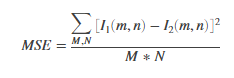 MSE = \frac{\sum_{M,N} [I_1(m, n) − I_2(m, n)]^2}{M * N}